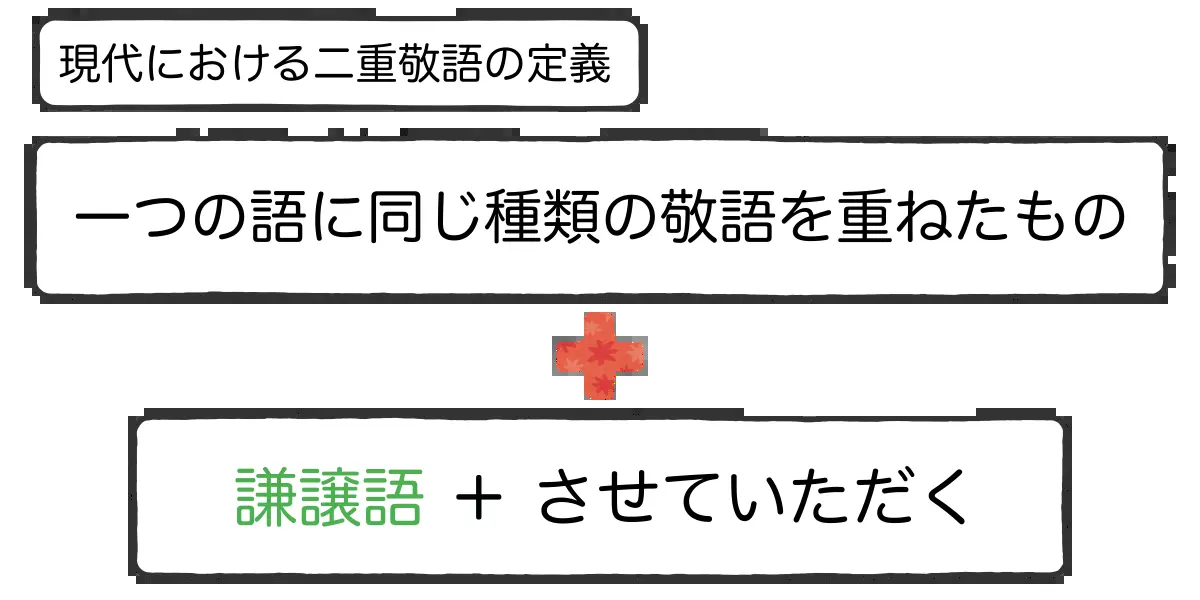 現代における二重敬語の定義
一つの語に同じ種類の敬語を重ねたもの
謙譲語 + させていただく